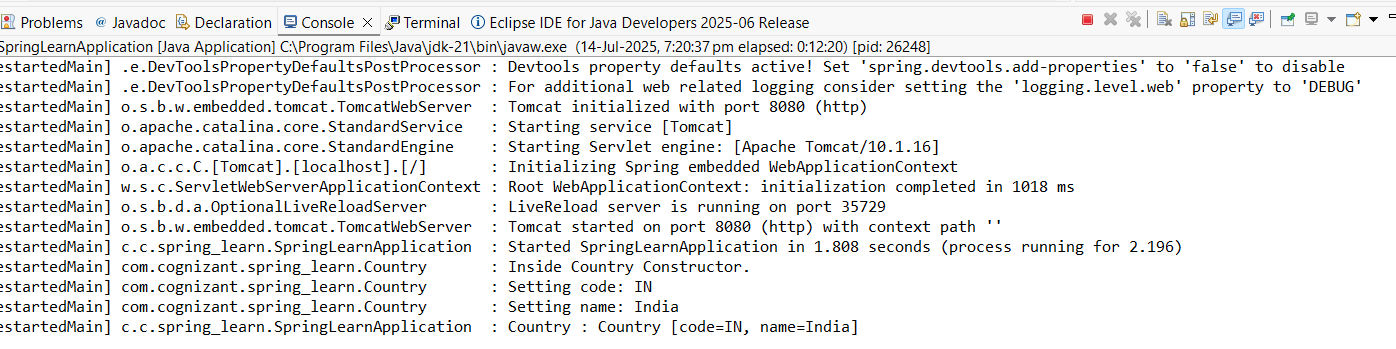 Problems @ Javadoc Declaration Console Terminal Eclipse IDE for Java Developers 2025-06 Release
SpringLearnApplication [Java Application] C:\Program Files\Java\jdk-21\bin\javaw.exe (14-Jul-2025, 7:20:37 pm elapsed: 0:12:20) [pid: 26248]
estartedMain] .e.DevToolsPropertyDefaultsPostProcessor : Devtools property defaults active! Set 'spring.devtools.add-properties' to 'false' to disable
estartedMain] .e.DevToolsPropertyDefaultsPostProcessor : For additional web related logging consider setting the 'logging.level.web' property to 'DEBUG'
estartedMain] o.s.b.w.embedded.tomcat.TomcatWebServer : Tomcat initialized with port 8080 (http)
estartedMain] o.apache.catalina.core.StandardService : Starting service [Tomcat]
estartedMain] o.apache.catalina.core.StandardEngine : Starting Servlet engine: [Apache Tomcat/10.1.16]
estartedMain] o.a.c.c.C.[Tomcat].[localhost].[/] : Initializing Spring embedded WebApplicationContext
estartedMain] w.s.c.ServletWebServerApplicationContext : Root WebApplicationContext: initialization completed in 1018 ms
estartedMain] o.s.b.d.a.OptionalLiveReloadServer : LiveReload server is running on port 35729
estartedMain] o.s.b.w.embedded.tomcat.TomcatWebServer : Tomcat started on port 8080 (http) with context path ''
estartedMain] c.c.spring_learn.SpringLearnApplication : Started SpringLearnApplication in 1.808 seconds (process running for 2.196)
estartedMain] com.cognizant.spring_learn.Country : Inside Country Constructor.
estartedMain] com.cognizant.spring_learn.Country : Setting code: IN
estartedMain] com.cognizant.spring_learn.Country : Setting name: India
estartedMain] c.c.spring_learn.SpringLearnApplication : Country : Country [code=IN, name=India]